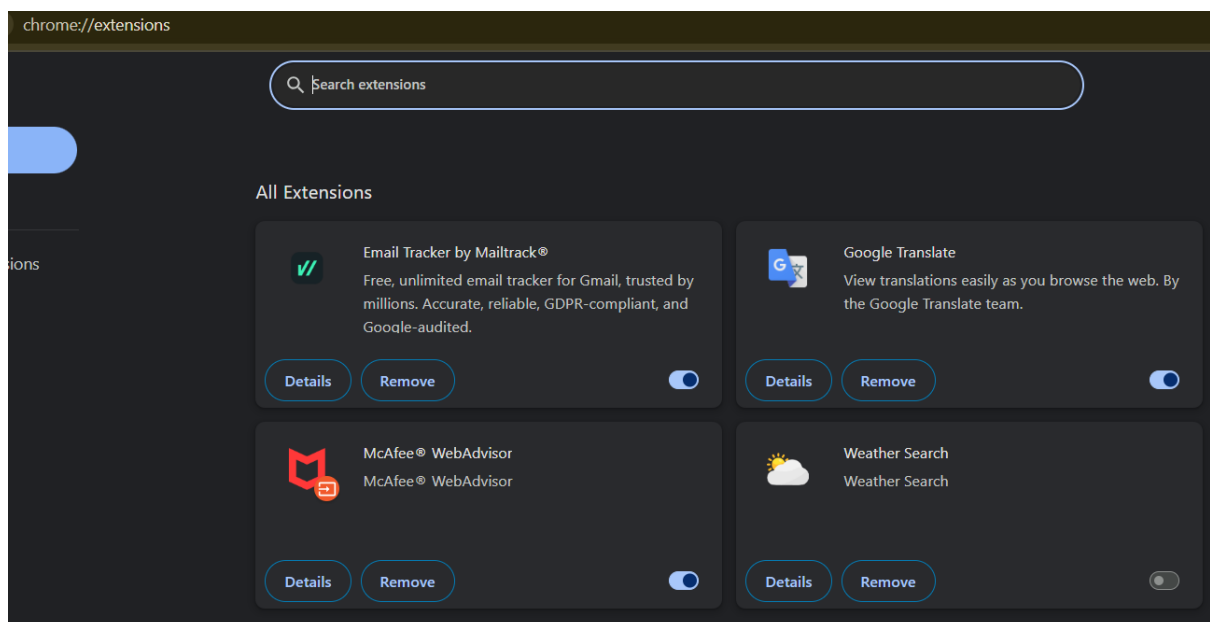 chrome://extensions
Search extensions
All Extensions
sions
Email Tracker by Mailtrack®
Free, unlimited email tracker for Gmail, trusted by
millions. Accurate, reliable, GDPR-compliant, and
Google-audited.
Details Remove
Google Translate
View translations easily as you browse the web. By
the Google Translate team.
Details Remove
McAfee® WebAdvisor
McAfee® WebAdvisor
Details Remove
Weather Search
Weather Search
Details Remove